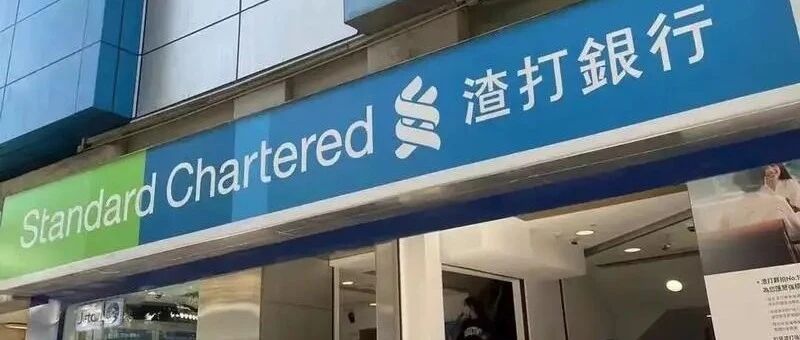 Standard Chartered 渣打銀行